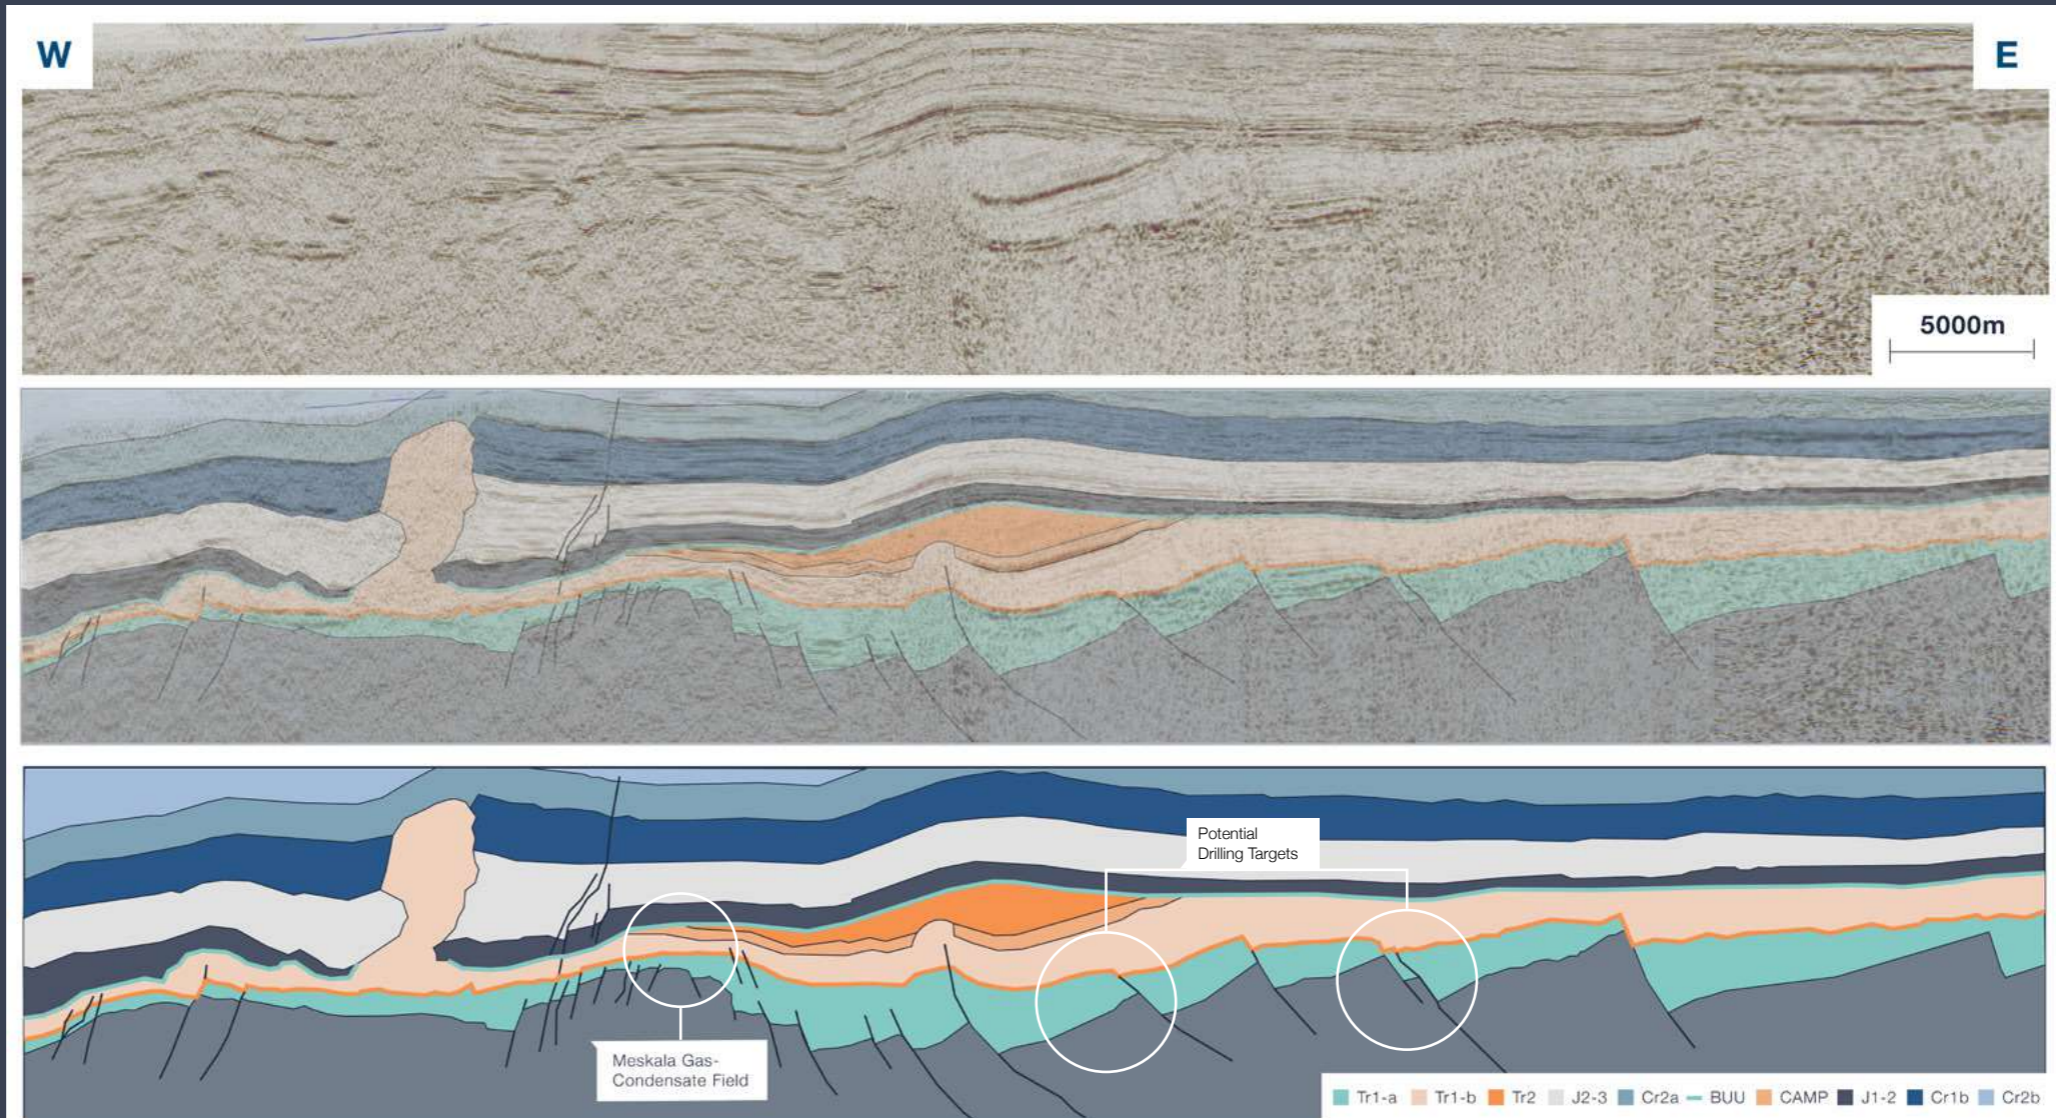 W
E
5000m
Potential
Drilling Targets
Meskala Gas-
Condensate Field
Tr1-a Tr1-b Tr2 J2-3 Cr2a BUU CAMP J1-2 Cr1b Cr2b